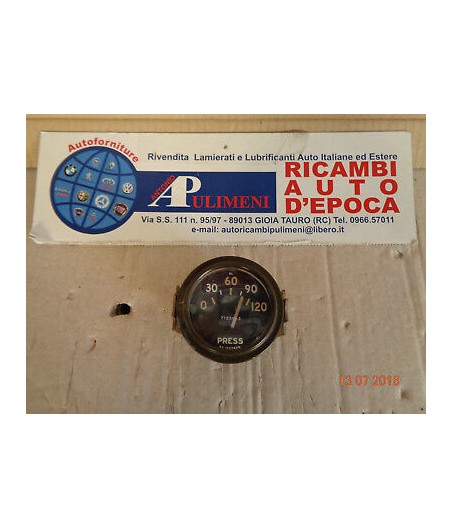 Autoforniture
Rivendita Lamierati e Lubrificanti Auto Italiane ed Estere
ANTONINO
PULIMENI
RICAMBI
AUTO
D'EPOCA
Via S.S. 111 n. 95/97 - 89013 GIOIA TAURO (RC) Tel. 0966.57011
e-mail: autoricambipulimeni@libero.it
0 30 60 90 120
PRESS
03 07 2018